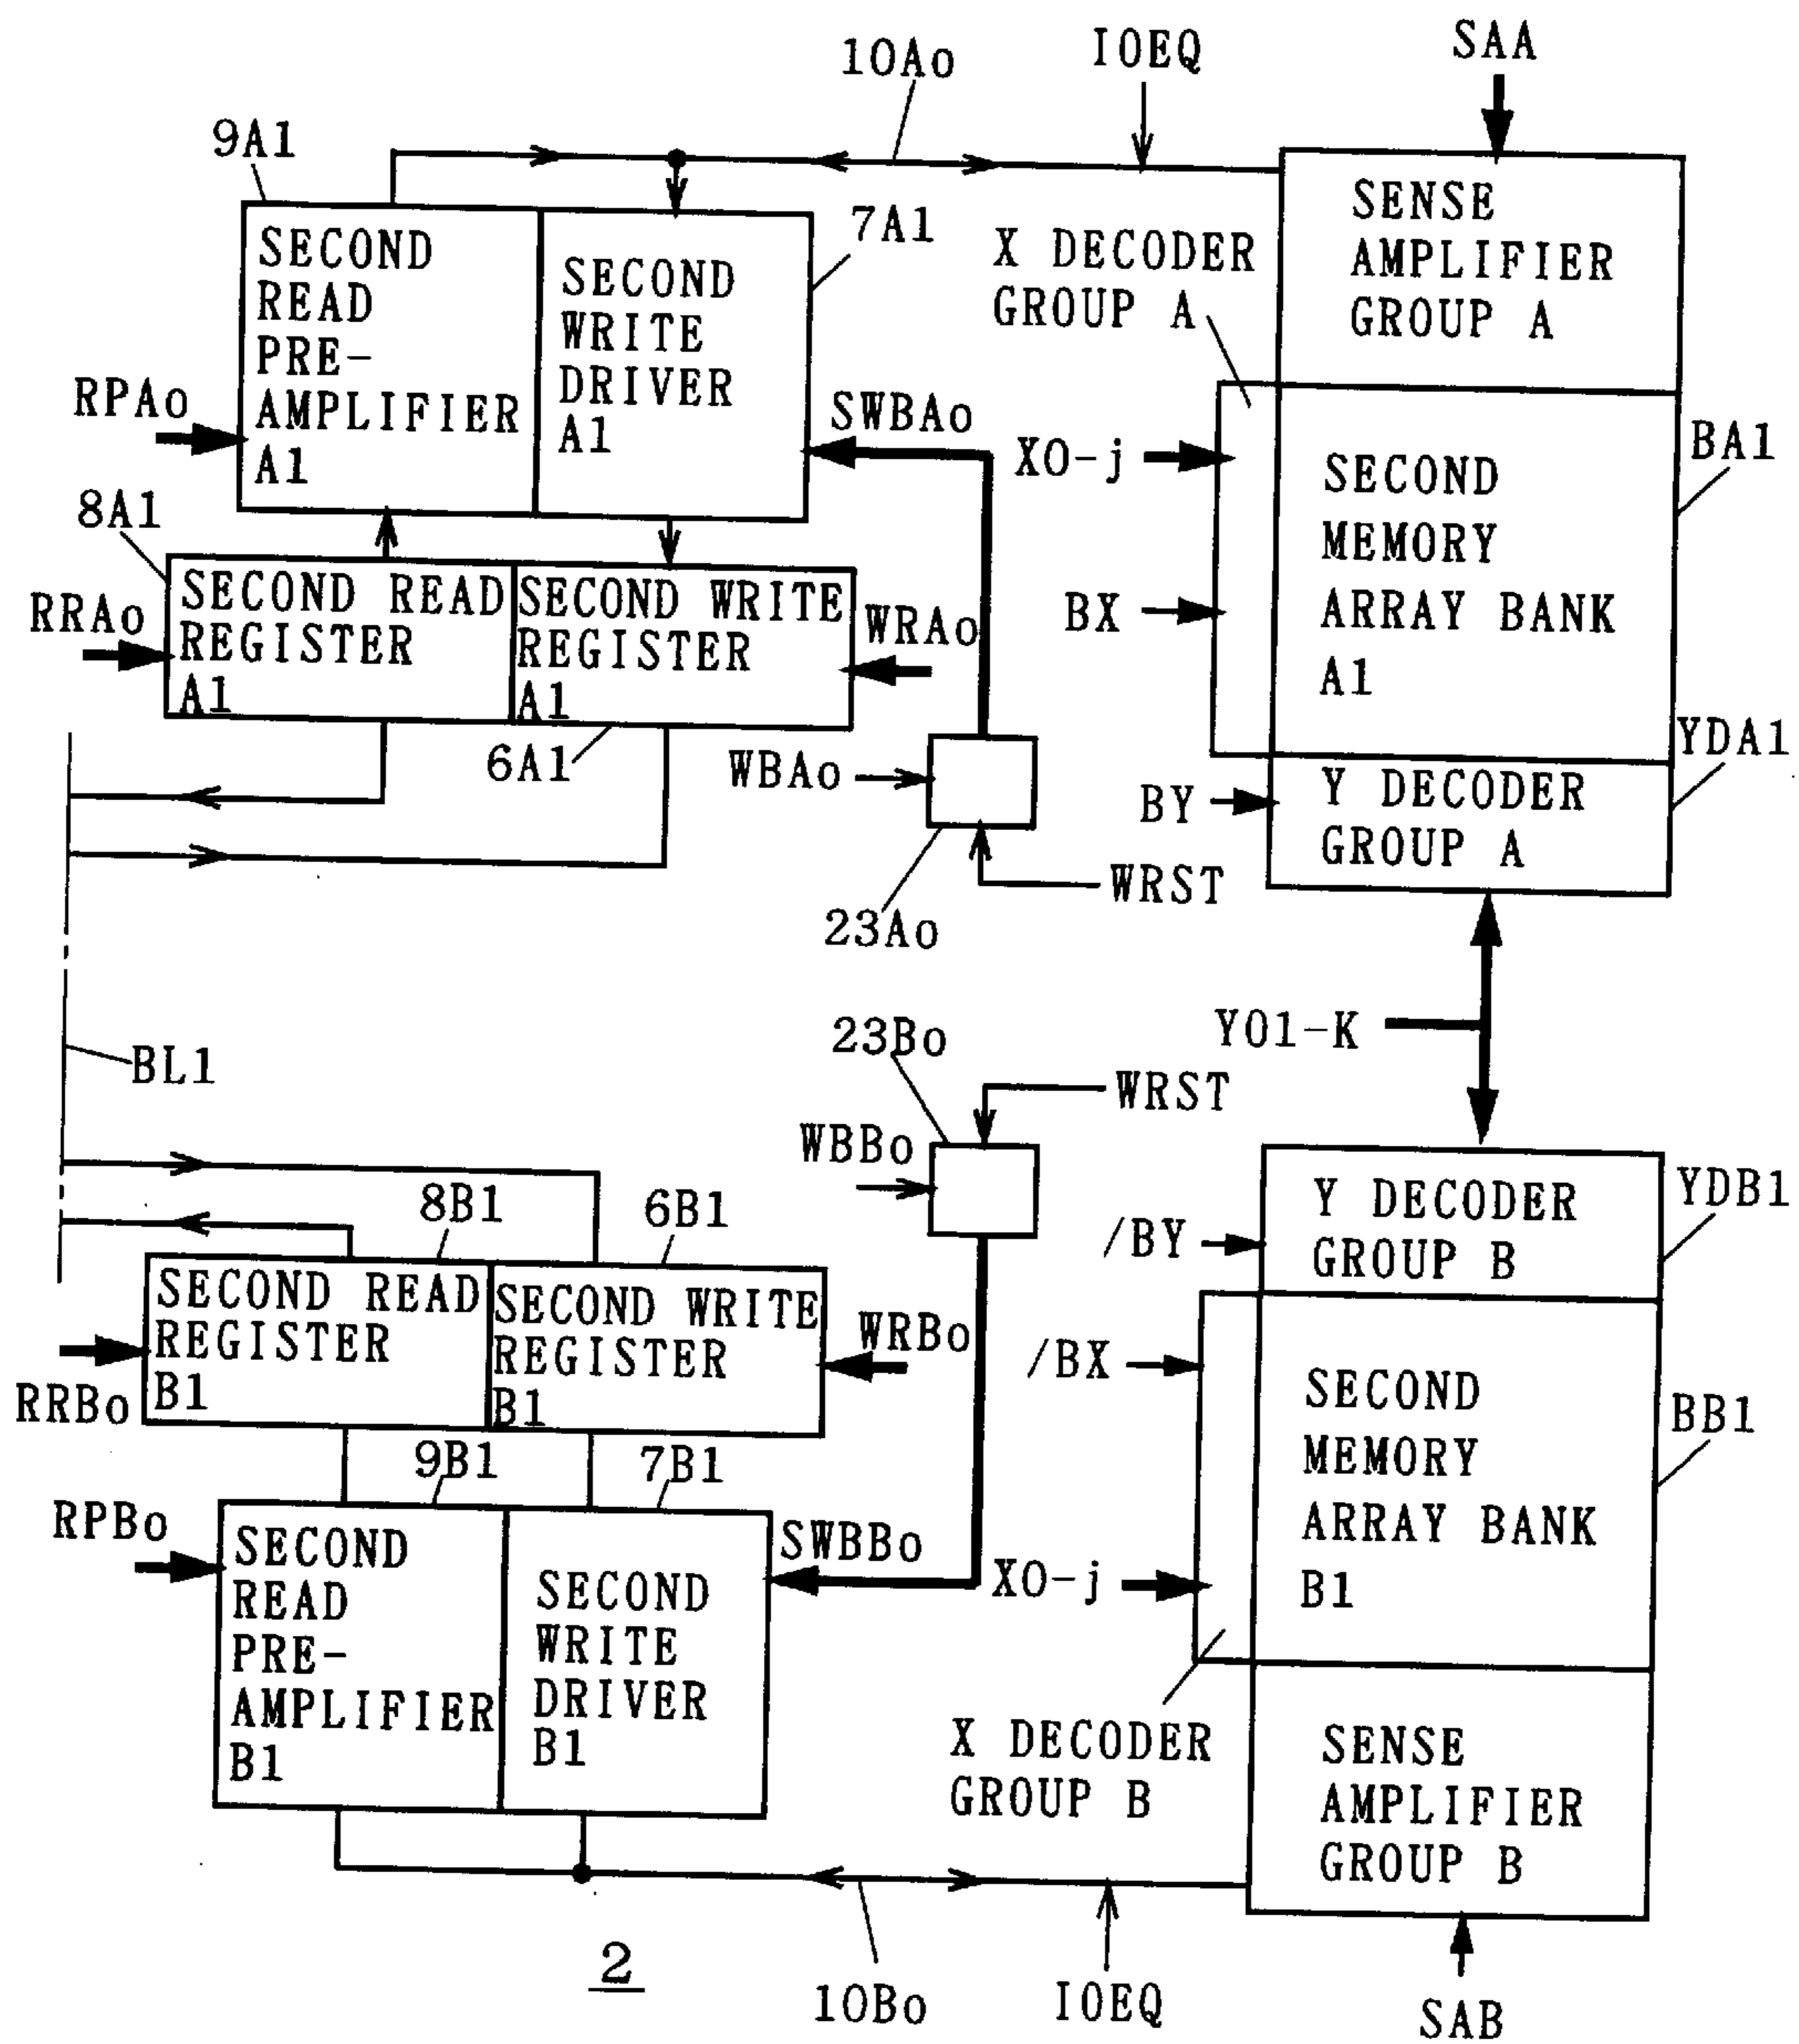 10Ao
IOEQ
SAA
9A1
7A1
SECOND
READ
PRE-
AMPLIFIER
A1
SECOND
WRITE
DRIVER
A1
X DECODER
GROUP A
SENSE
AMPLIFIER
GROUP A
RPAo
SWBAo
XO-j
BA1
8A1
SECOND
MEMORY
ARRAY BANK
A1
RRAo
SECOND READ
REGISTER
A1
SECOND WRITE
REGISTER
A1
WRAo
BX
6A1
WBAo
YDA1
BY
Y DECODER
GROUP A
WRST
23Ao
Y01-K
BL1
23Bo
WRST
WBBo
8B1
6B1
/BY
Y DECODER
GROUP B
YDB1
SECOND READ
REGISTER
B1
SECOND WRITE
REGISTER
B1
WRBo
/BX
RRBo
SECOND
MEMORY
ARRAY BANK
B1
BB1
9B1
7B1
RPBo
SECOND
READ
PRE-
AMPLIFIER
B1
SECOND
WRITE
DRIVER
B1
SWBBo
XO-j
X DECODER
GROUP B
SENSE
AMPLIFIER
GROUP B
2
10Bo
IOEQ
SAB